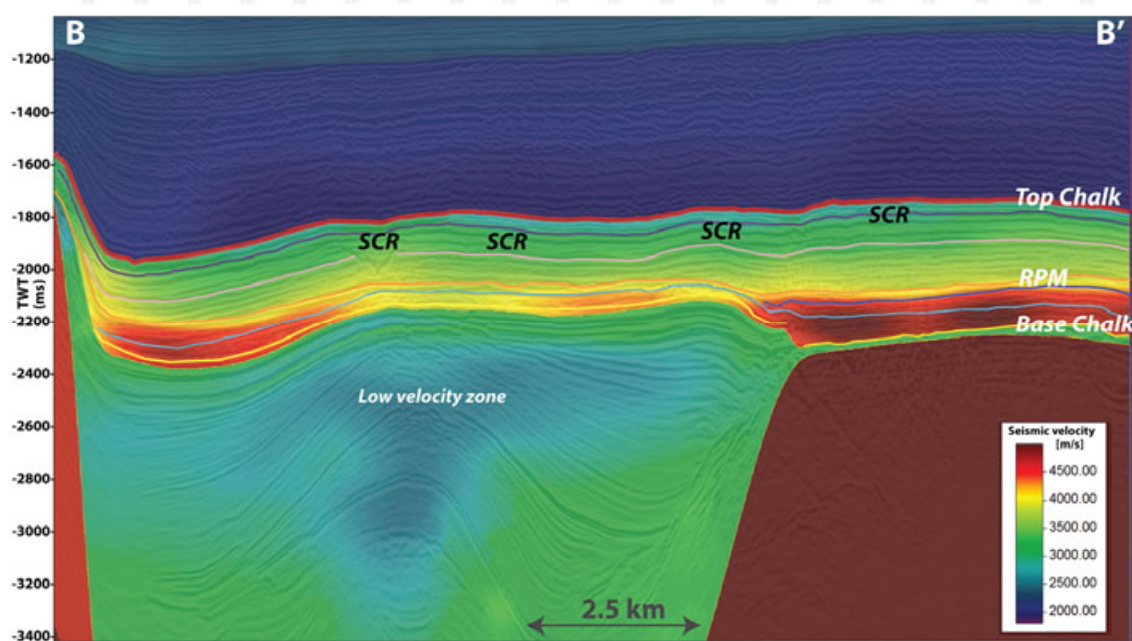 B B’
-1200
-1400
-1600
-1800
-2000
TWT
(ms)
-2200
-2400
-2600
-2800
-3000
-3200
-3400
Top Chalk
SCR SCR SCR SCR
RPM
Base Chalk
Low velocity zone
2.5 km
Seismic velocity
[m/s]
4500.00
4000.00
3500.00
3000.00
2500.00
2000.00